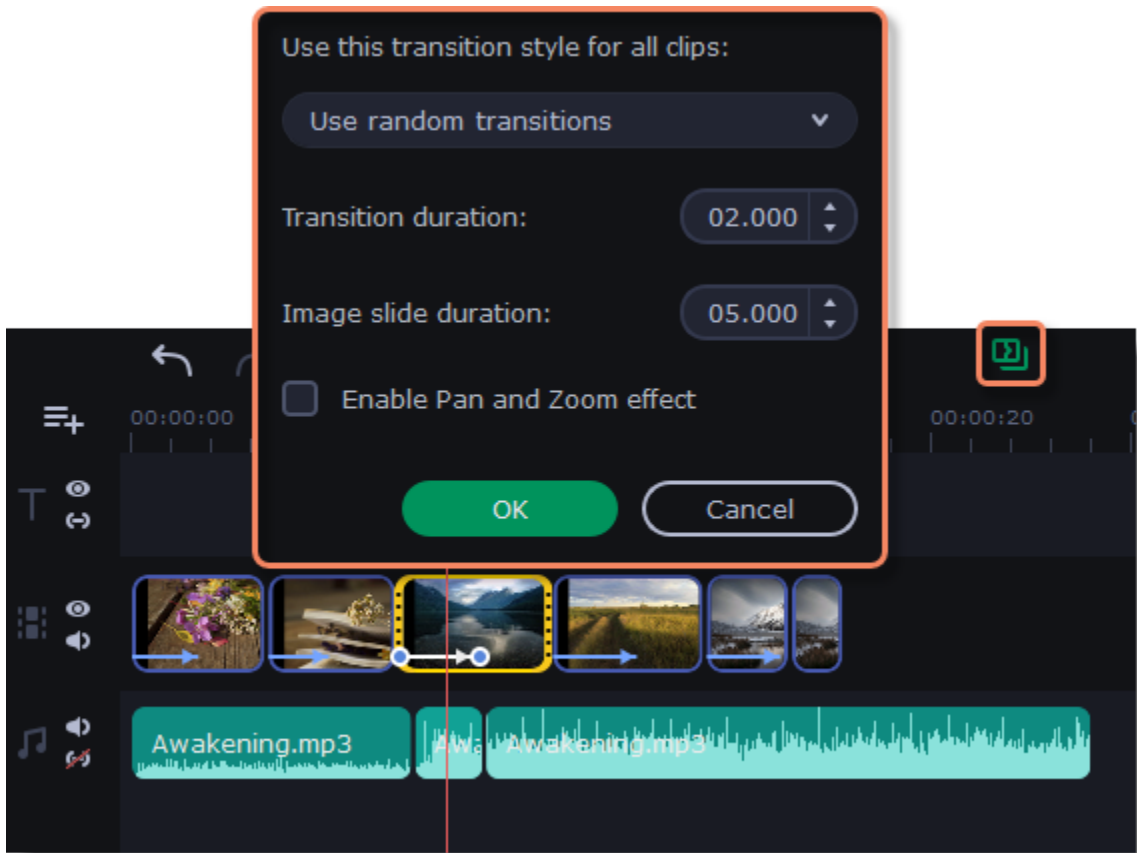 Use this transition style for all clips:
Use random transitions
Transition duration:
02.000
Image slide duration:
05.000
Enable Pan and Zoom effect
00:00:00
00:00:20
OK
Cancel
Awakening.mp3
Awa
Awakening.mp3